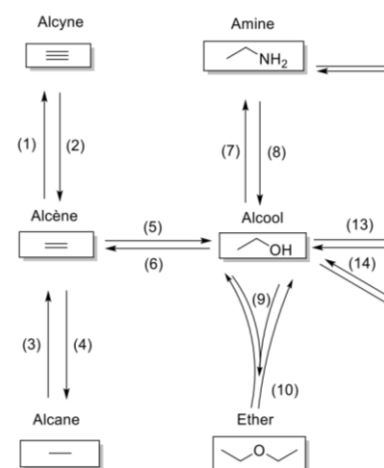 Alcyne
Amine
NH2
(1)
(2)
(7)
(8)
Alcène
Alcool
(5)
(6)
OH
(13)
(14)
(3)
(4)
(9)
(10)
Alcane
Ether
O